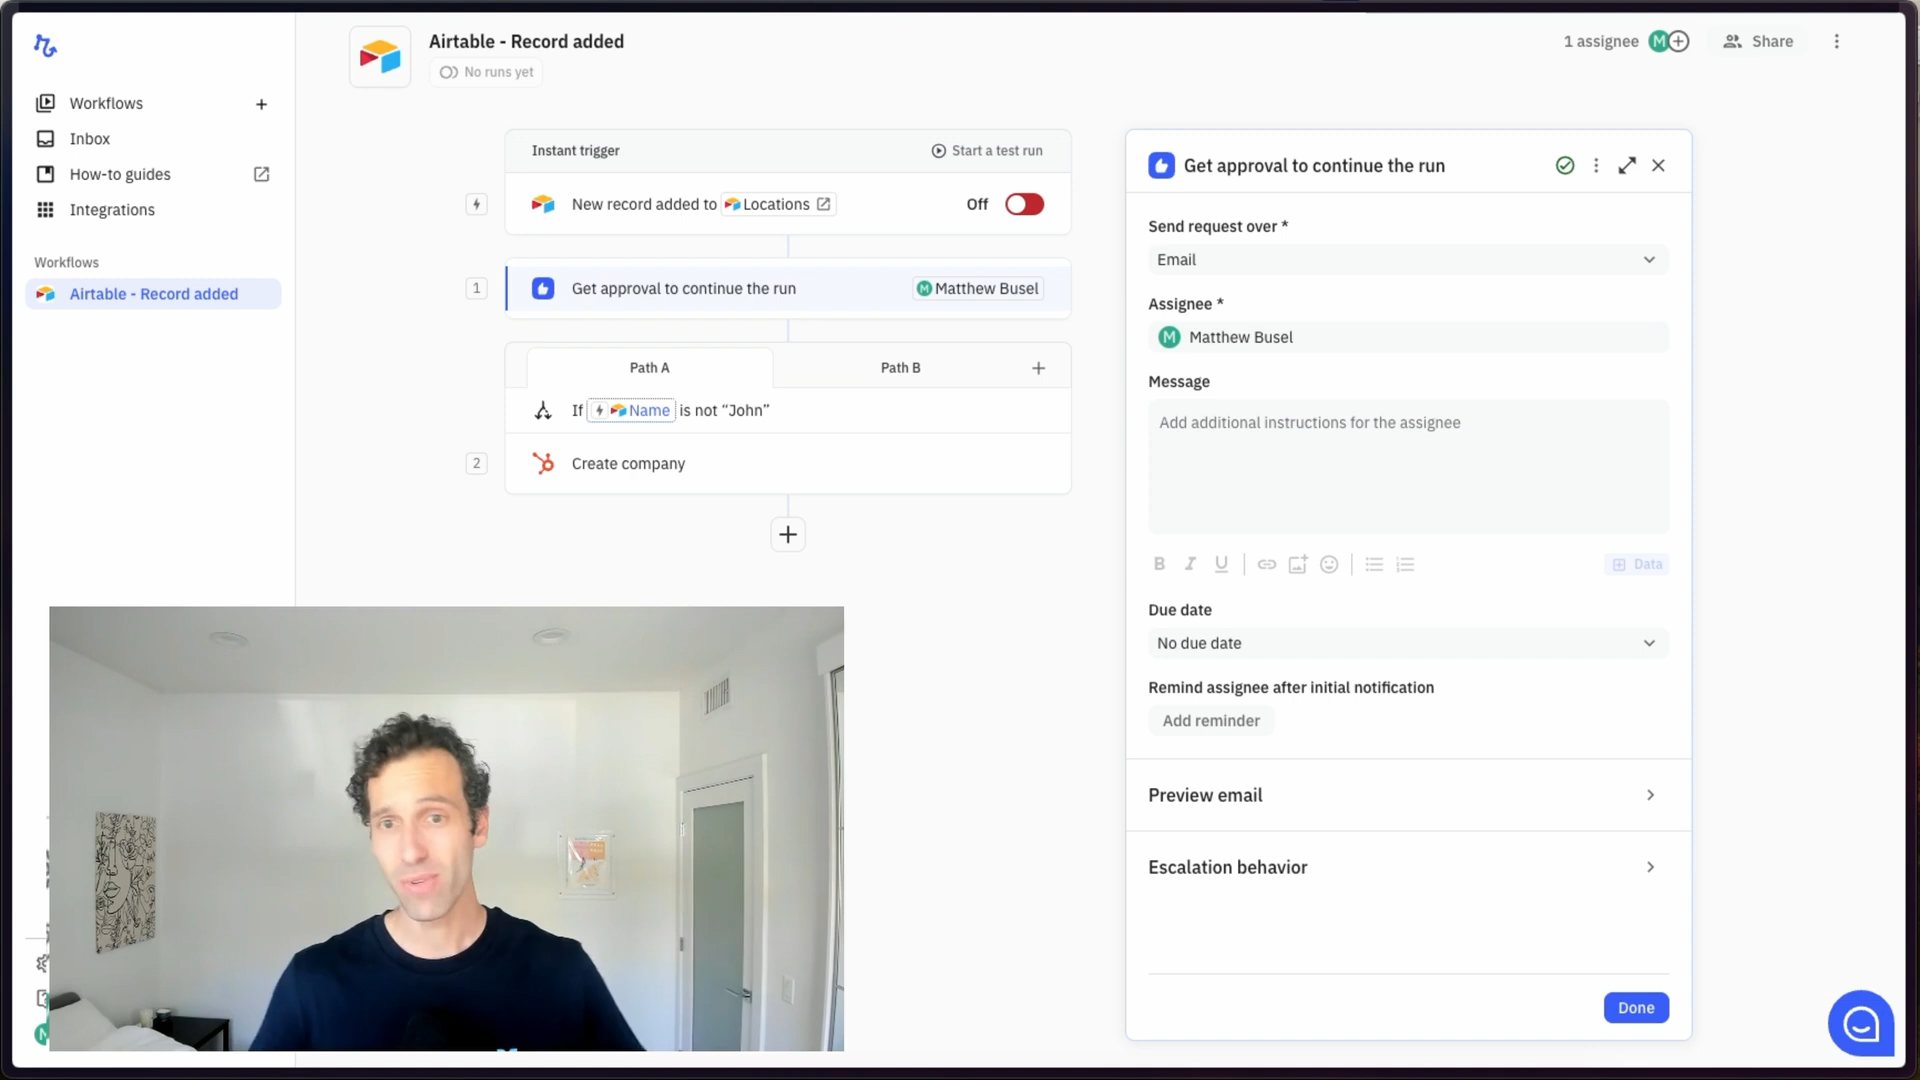 Workflows
Inbox
How-to guides
Integrations
Workflows
Airtable - Record added
Airtable - Record added
No runs yet
1 assignee M
Share
Instant trigger
Start a test run
New record added to Locations
Off
1
Get approval to continue the run
M Matthew Busel
Path A
Path B
If Name is not “John”
2
Create company
Get approval to continue the run
Send request over *
Email
Assignee *
M Matthew Busel
Message
Add additional instructions for the assignee
B I U
Data
Due date
No due date
Remind assignee after initial notification
Add reminder
Preview email
Escalation behavior
Done